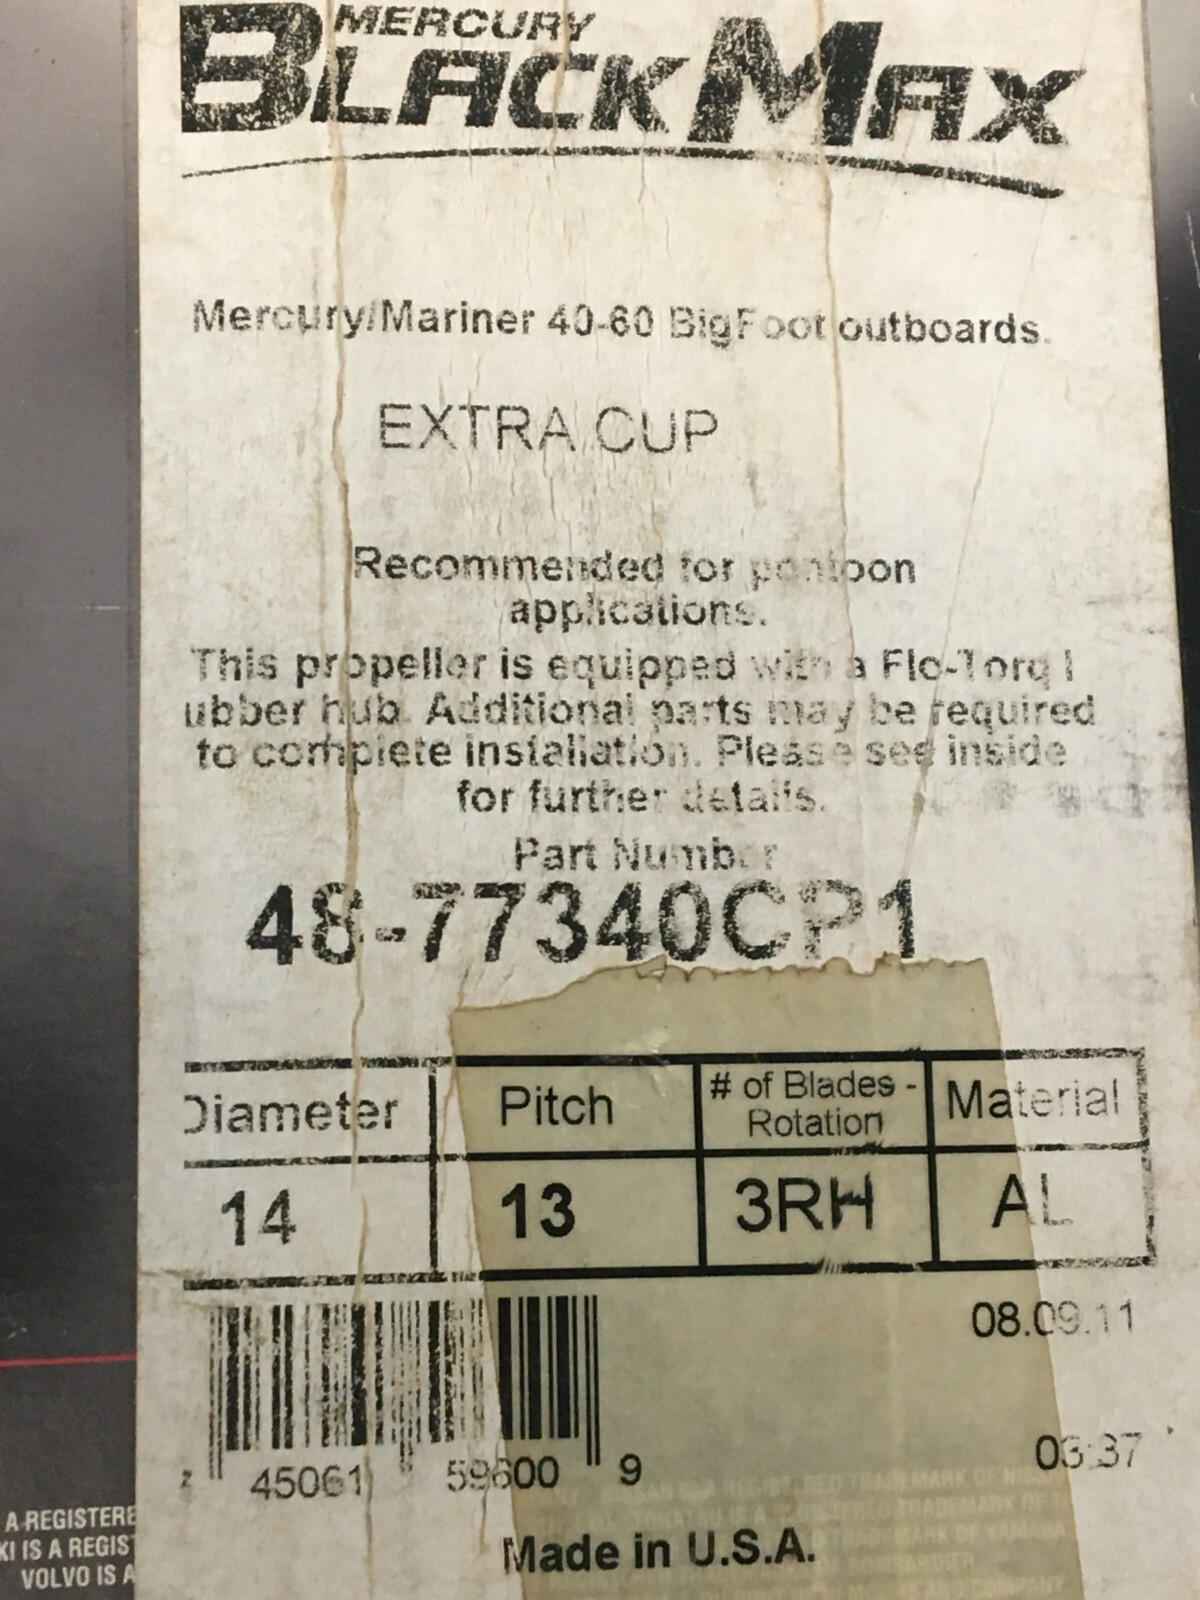 MERCURY
BLACKMAX
Mercury/Mariner 40-60 BigFoot outboards.
EXTRA CUP
Recommended for pontoon
applications.
This propeller is equipped with a Flo-Torq I
ubber hub. Additional parts may be required
to complete installation. Please see inside
for further details.
Part Number
48-77340CP1
Diameter Pitch # of Blades - Material
Rotation
14 13 3RH AL
08.09.11
45061 59600 9
03:37
Made in U.S.A.
A REGISTERE
KI IS A REGIST
VOLVO IS A